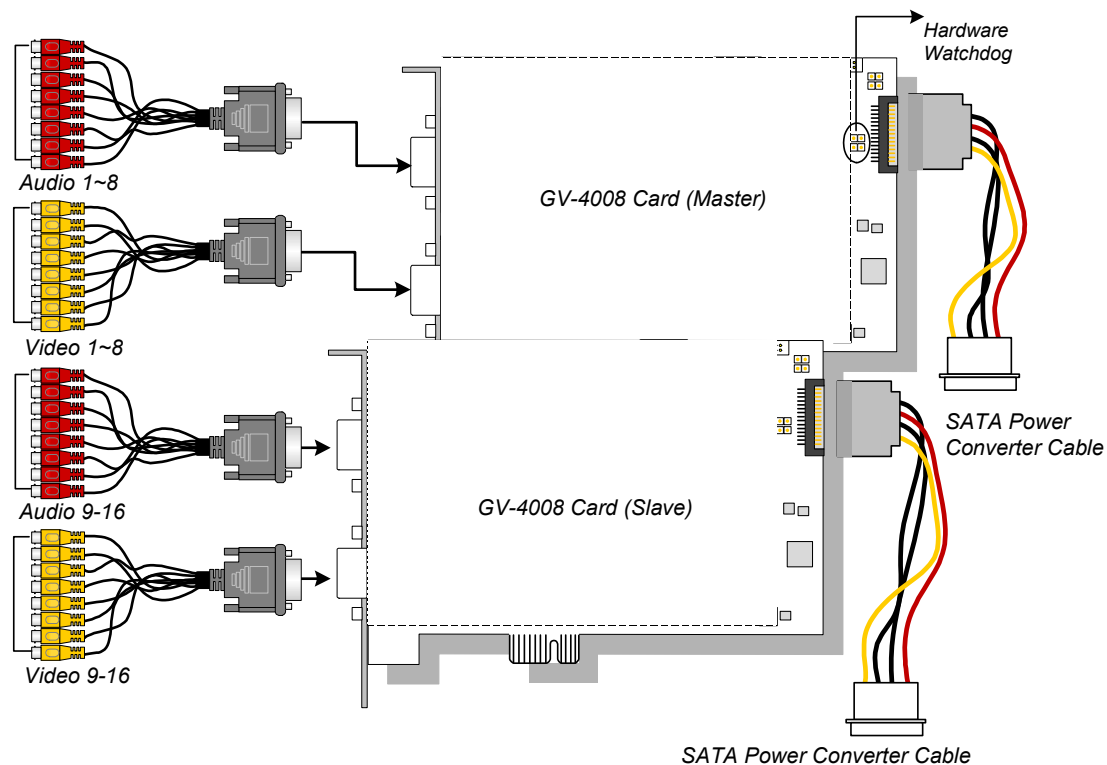 Hardware
Watchdog
Audio 1~8
GV-4008 Card (Master)
Video 1~8
SATA Power
Converter Cable
Audio 9-16
GV-4008 Card (Slave)
Video 9-16
SATA Power Converter Cable